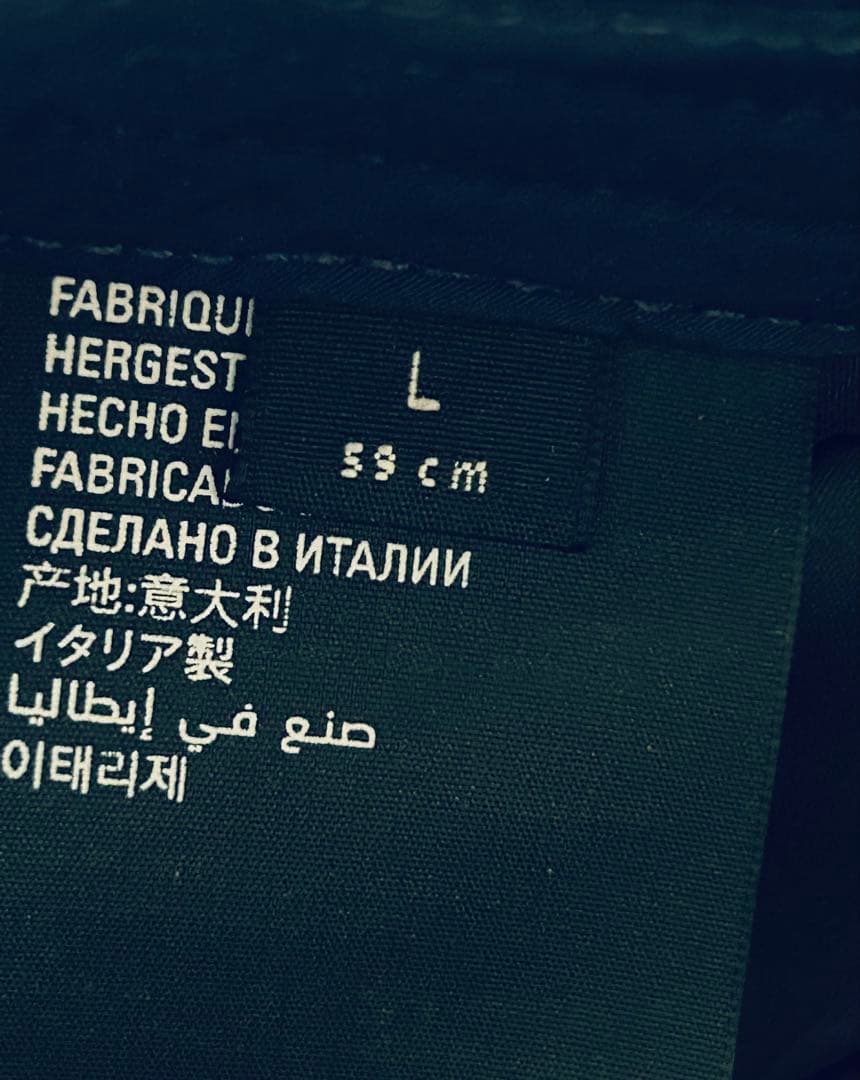 FABRIQU
HERGEST
HECHO E
FABRICA
L
59 cm
СДЕЛАНО В ИТАЛИИ
产地:意大利
イタリア製
صنع في إيطاليا
이태리제